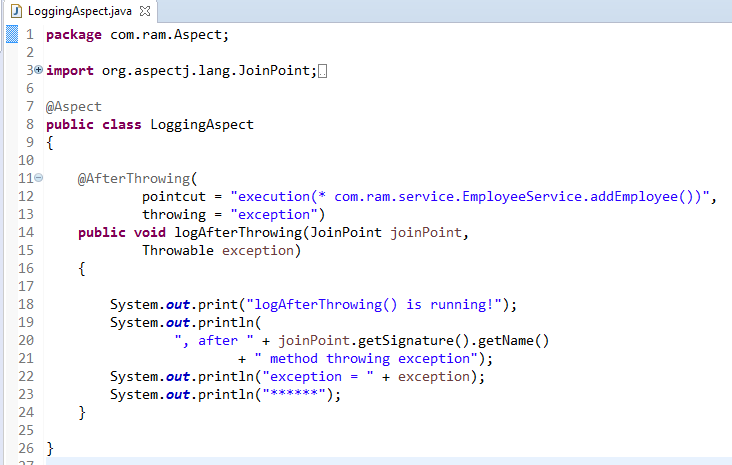 LoggingAspect.java
1 package com.ram.Aspect;
2
3 import org.aspectj.lang.JoinPoint;
6
7 @Aspect
8 public class LoggingAspect
9 {
10
11 @AfterThrowing(
12 pointcut = "execution(* com.ram.service.EmployeeService.addEmployee())",
13 throwing = "exception")
14 public void logAfterThrowing(JoinPoint joinPoint,
15 Throwable exception)
16 {
17
18 System.out.print("logAfterThrowing() is running!");
19 System.out.println(
20 ", after " + joinPoint.getSignature().getName()
21 + " method throwing exception");
22 System.out.println("exception = " + exception);
23 System.out.println("******");
24 }
25
26 }
27